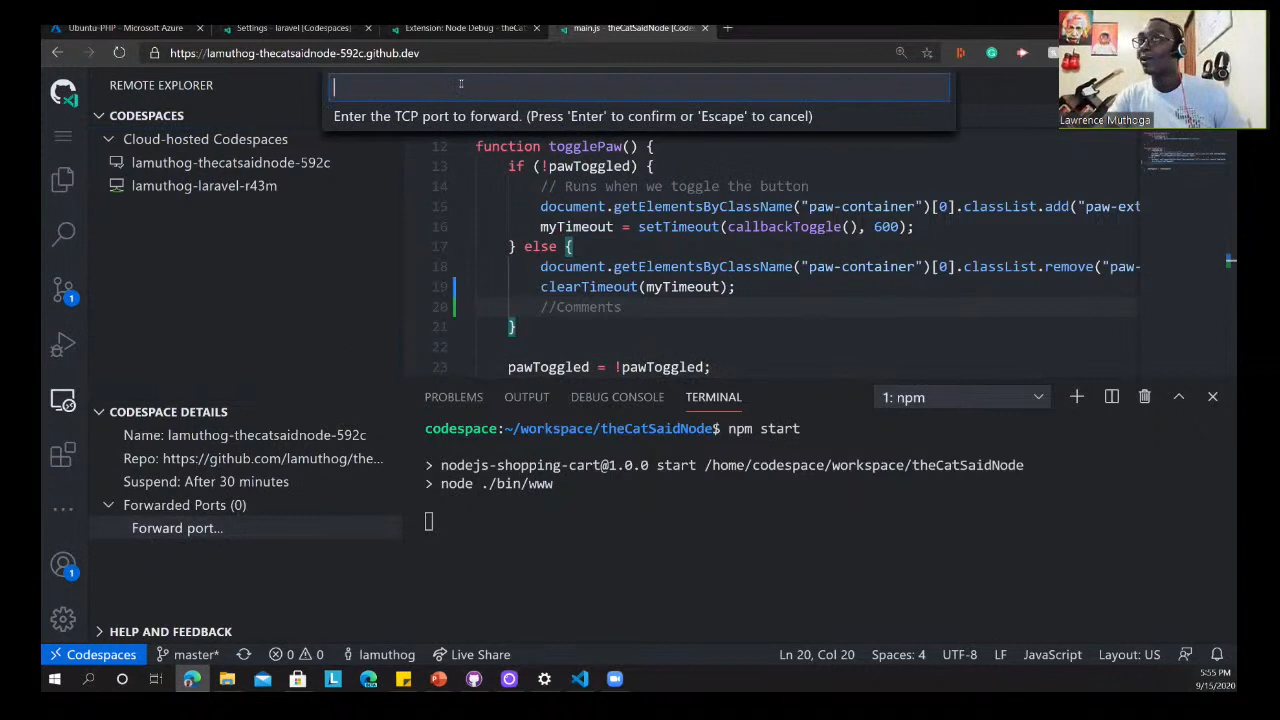 Ubuntu-PHP - Microsoft Azure
Settings - laravel [Codespaces]
Extension: Node Debug - theCat
main.js - theCatSaidNode [Codes
https://lamuthog-thecatsaidnode-592c.github.dev
Lawrence Muthoga
REMOTE EXPLORER
CODESPACES
Cloud-hosted Codespaces
lamuthog-thecatsaidnode-592c
lamuthog-laravel-r43m
Enter the TCP port to forward. (Press 'Enter' to confirm or 'Escape' to cancel)
12 function togglePaw() {
13 if (!pawToggled) {
14 // Runs when we toggle the button
15 document.getElementsByClassName("paw-container")[0].classList.add("paw-ext
16 myTimeout = setTimeout(callbackToggle(), 600);
17 } else {
18 document.getElementsByClassName("paw-container")[0].classList.remove("paw-
19 clearTimeout(myTimeout);
20 //Comments
21 }
22
23 pawToggled = !pawToggled;
1
1
CODESPACE DETAILS
Name: lamuthog-thecatsaidnode-592c
Repo: https://github.com/lamuthog/the...
Suspend: After 30 minutes
Forwarded Ports (0)
Forward port...
HELP AND FEEDBACK
PROBLEMS OUTPUT DEBUG CONSOLE TERMINAL 1: npm
codespace:~/workspace/theCatSaidNode$ npm start
> nodejs-shopping-cart@1.0.0 start /home/codespace/workspace/theCatSaidNode
> node ./bin/www
Codespaces master* 0 0 lamuthog Live Share Ln 20, Col 20 Spaces: 4 UTF-8 LF JavaScript Layout: US
5:55 PM
9/15/2020